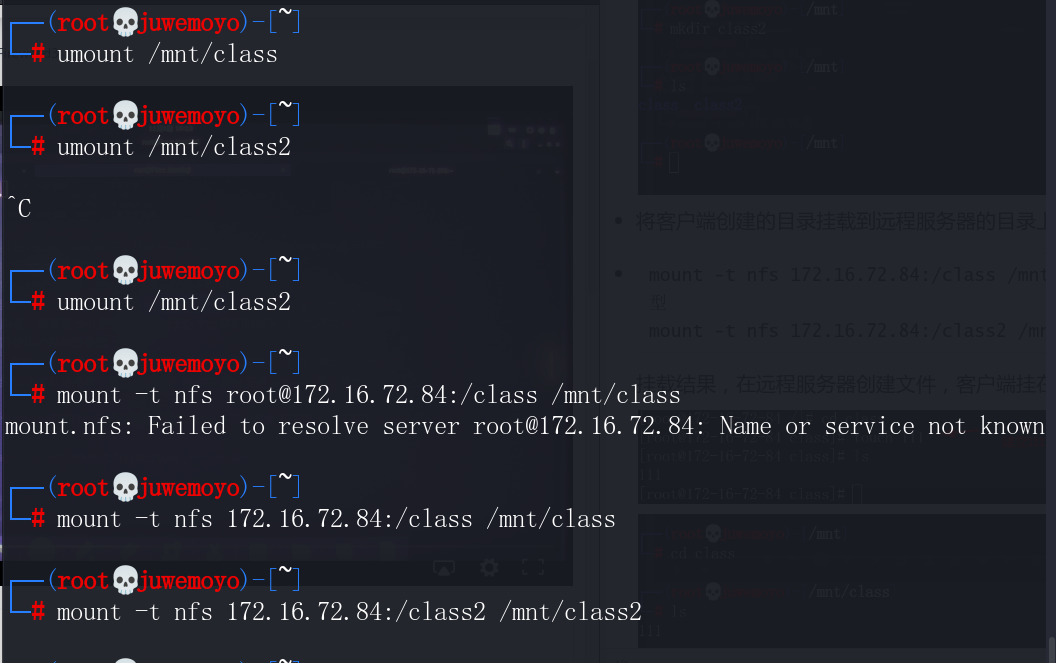 ┌──(root💀juwemoyo)-[~]
└─# umount /mnt/class
┌──(root💀juwemoyo)-[~]
└─# umount /mnt/class2
^C
┌──(root💀juwemoyo)-[~]
└─# umount /mnt/class2
┌──(root💀juwemoyo)-[~]
└─# mount -t nfs root@172.16.72.84:/class /mnt/class
mount.nfs: Failed to resolve server root@172.16.72.84: Name or service not known
┌──(root💀juwemoyo)-[~]
└─# mount -t nfs 172.16.72.84:/class /mnt/class
┌──(root💀juwemoyo)-[~]
└─# mount -t nfs 172.16.72.84:/class2 /mnt/class2
/mnt
mkdir class2
/mnt
ls
/mnt
将客户端创建的目录挂载到远程服务器的目录上
mount -t nfs 172.16.72.84:/class /mnt
型
mount -t nfs 172.16.72.84:/class2 /mn
挂载结果，在远程服务器创建文件，客户端挂在
[root@172-16-72-84 class]# ls
[root@172-16-72-84 class]#
/mnt
cd class
/mnt/class
ls